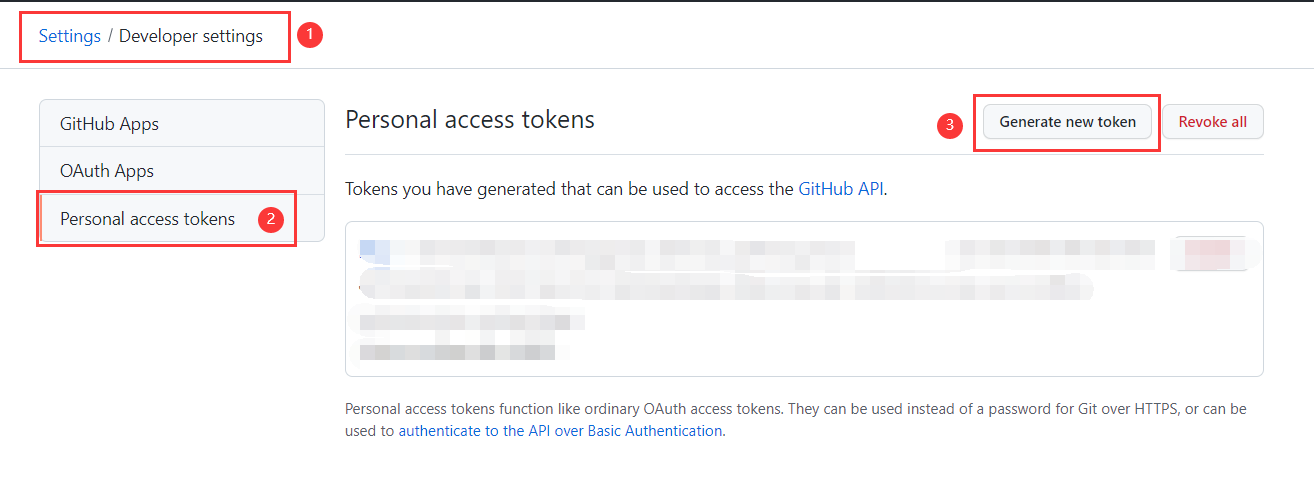 Settings / Developer settings 1
GitHub Apps
OAuth Apps
Personal access tokens 2
Personal access tokens
3 Generate new token Revoke all
Tokens you have generated that can be used to access the GitHub API.
Personal access tokens function like ordinary OAuth access tokens. They can be used instead of a password for Git over HTTPS, or can be
used to authenticate to the API over Basic Authentication.